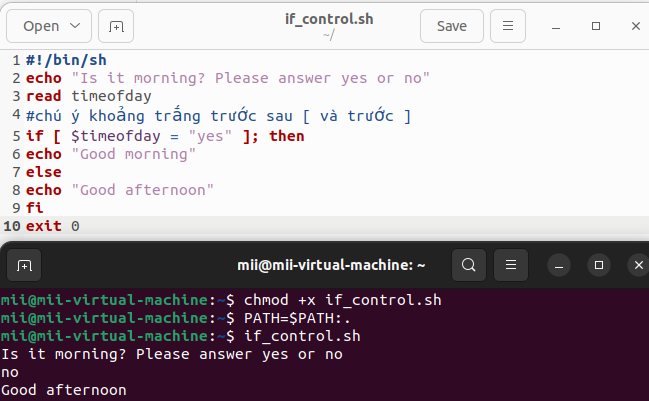 Open
if_control.sh
~/
Save
1 #!/bin/sh
2 echo "Is it morning? Please answer yes or no"
3 read timeofday
4 #chú ý khoảng trắng trước sau [ và trước ]
5 if [ $timeofday = "yes" ]; then
6 echo "Good morning"
7 else
8 echo "Good afternoon"
9 fi
10 exit 0
mii@mii-virtual-machine: ~
mii@mii-virtual-machine:~$ chmod +x if_control.sh
mii@mii-virtual-machine:~$ PATH=$PATH:.
mii@mii-virtual-machine:~$ if_control.sh
Is it morning? Please answer yes or no
no
Good afternoon